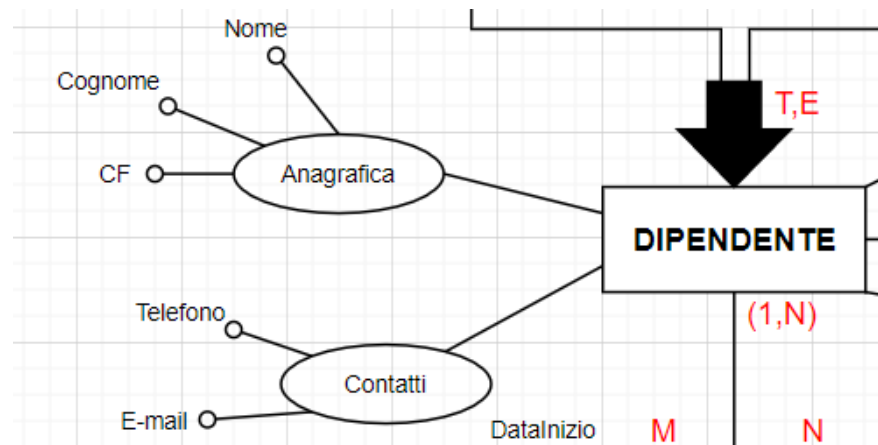 Nome
Cognome
T,E
CF
Anagrafica
DIPENDENTE
(1,N)
Telefono
Contatti
E-mail
DataInizio
M
N